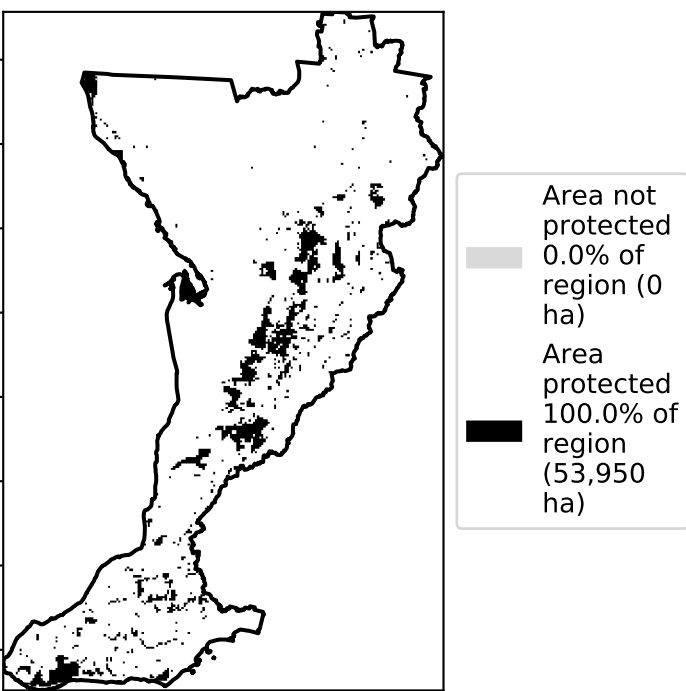 Area not
protected
0.0% of
region (0
ha)
Area
protected
100.0% of
region
(53,950
ha)